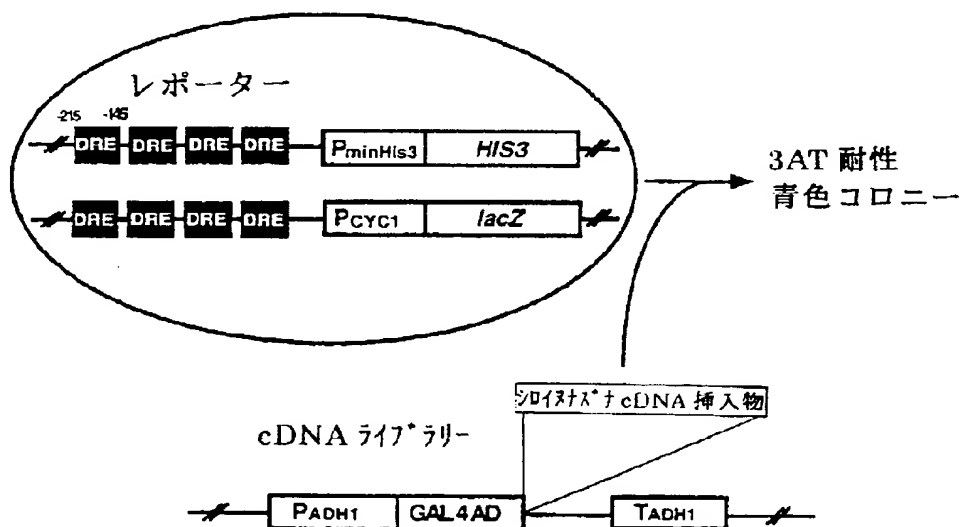 レポーター
-215 -145
DRE DRE DRE DRE PminHis3 HIS3
DRE DRE DRE DRE PCYC1 lacZ
3AT 耐性
青色コロニー
シロイヌナズナ cDNA 挿入物
cDNA ライブラリー
PADH1 GAL4AD TADH1